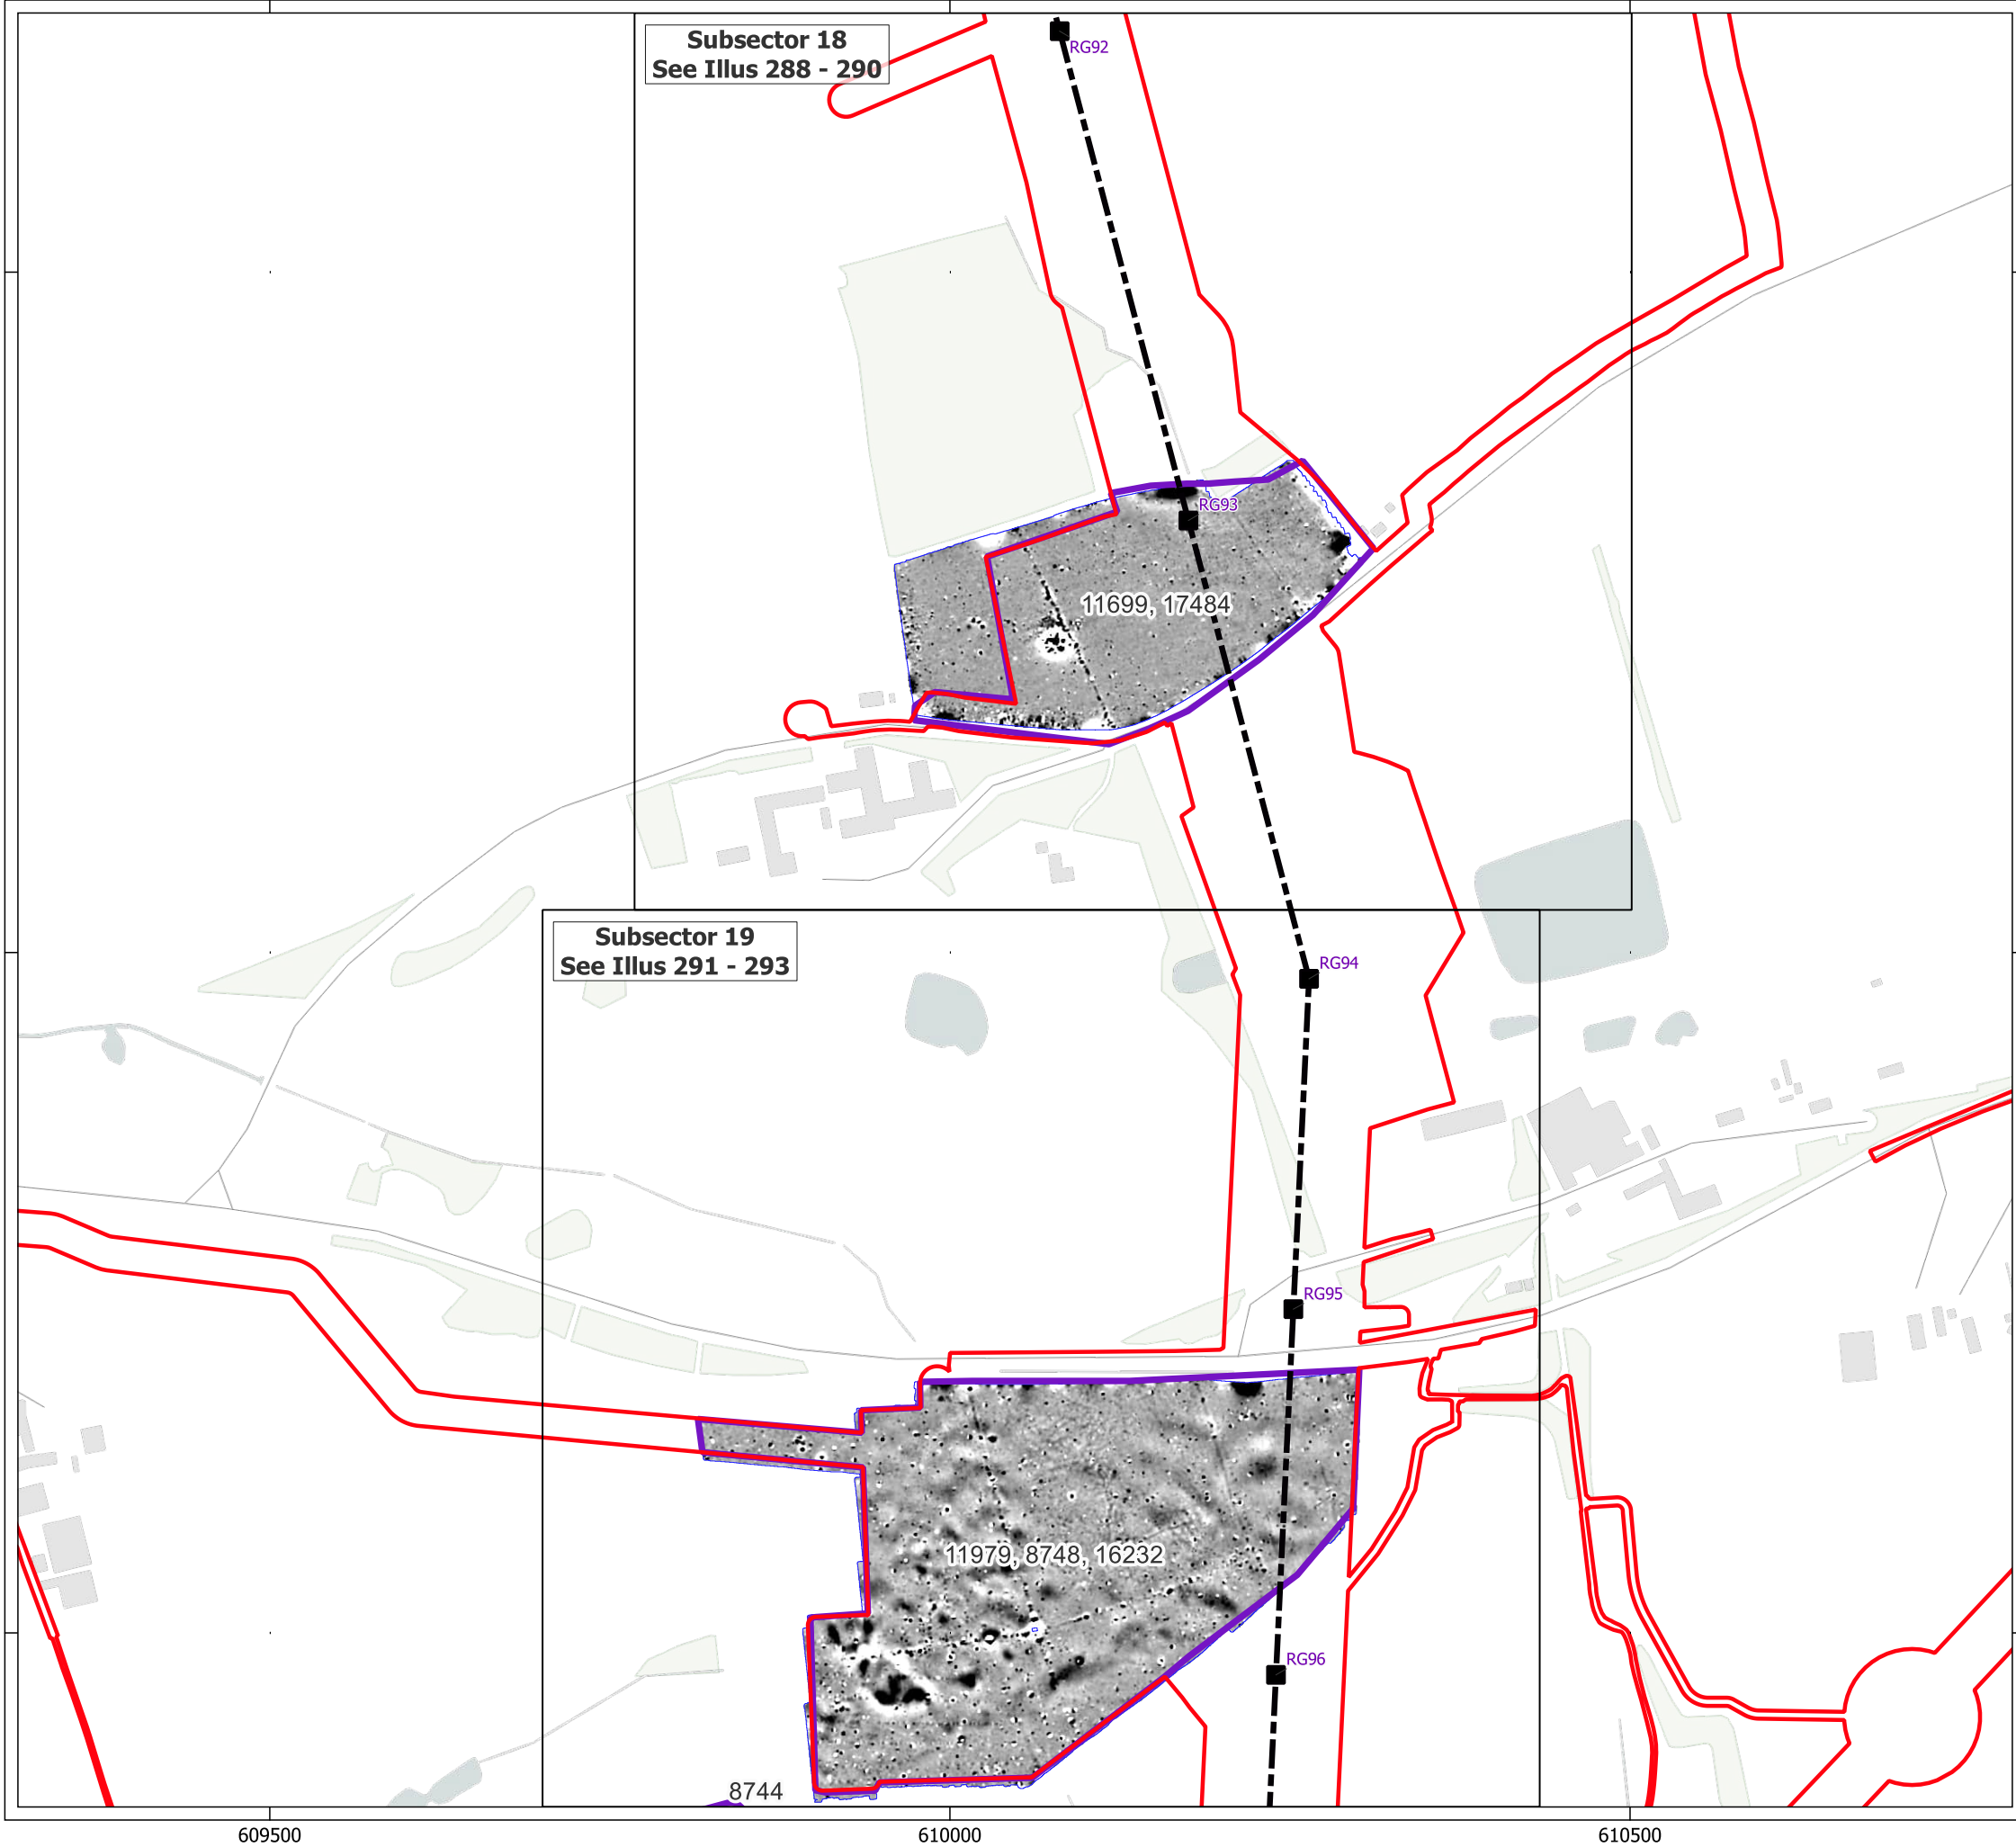 Subsector 18
See Illus 288 - 290
RG92
RG93
11699, 17484
Subsector 19
See Illus 291 - 293
RG94
RG95
11979, 8748, 16232
RG96
8744
609500
610000
610500